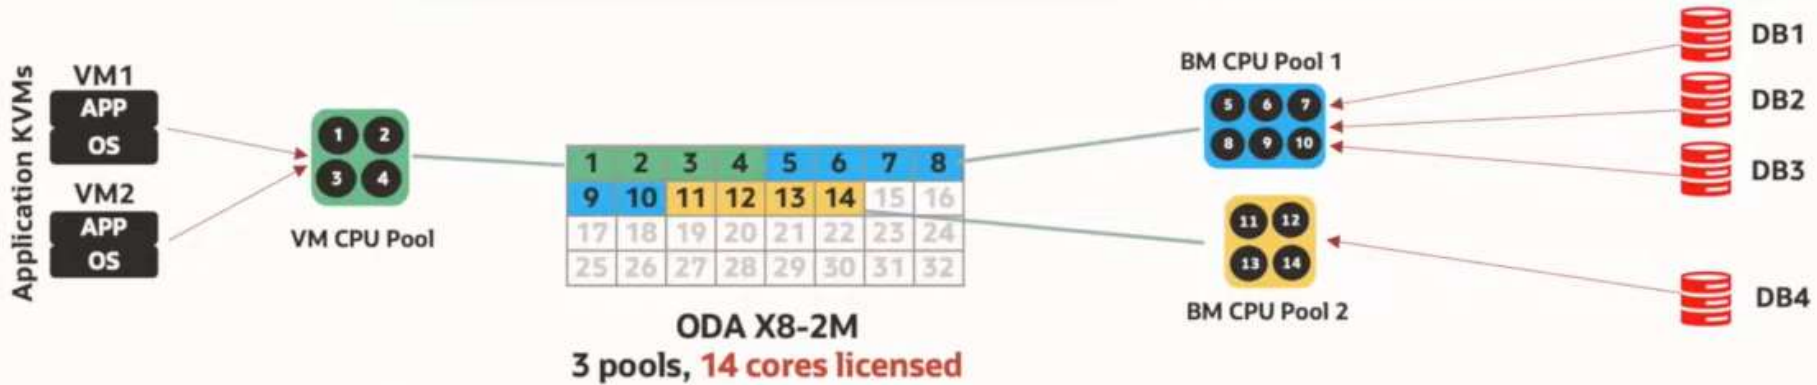 Application KVMs
VM1
APP
OS
VM2
APP
OS
1 2
3 4
VM CPU Pool
1 2 3 4 5 6 7 8
9 10 11 12 13 14 15 16
17 18 19 20 21 22 23 24
25 26 27 28 29 30 31 32
ODA X8-2M
3 pools, 14 cores licensed
BM CPU Pool 1
5 6 7
8 9 10
11 12
13 14
BM CPU Pool 2
DB1
DB2
DB3
DB4